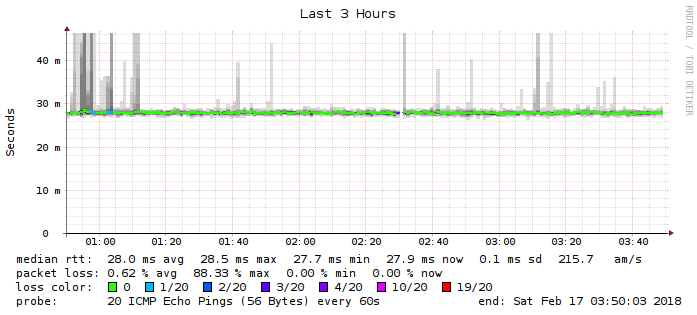 Last 3 Hours
RRDTOOL / TOBI OETIKER
Seconds
40 m
30 m
20 m
10 m
0
01:00 01:20 01:40 02:00 02:20 02:40 03:00 03:20 03:40
median rtt: 28.0 ms avg 28.5 ms max 27.7 ms min 27.9 ms now 0.1 ms sd 215.7 am/s
packet loss: 0.62 % avg 88.33 % max 0.00 % min 0.00 % now
loss color: 0 1/20 2/20 3/20 4/20 10/20 19/20
probe: 20 ICMP Echo Pings (56 Bytes) every 60s end: Sat Feb 17 03:50:03 2018